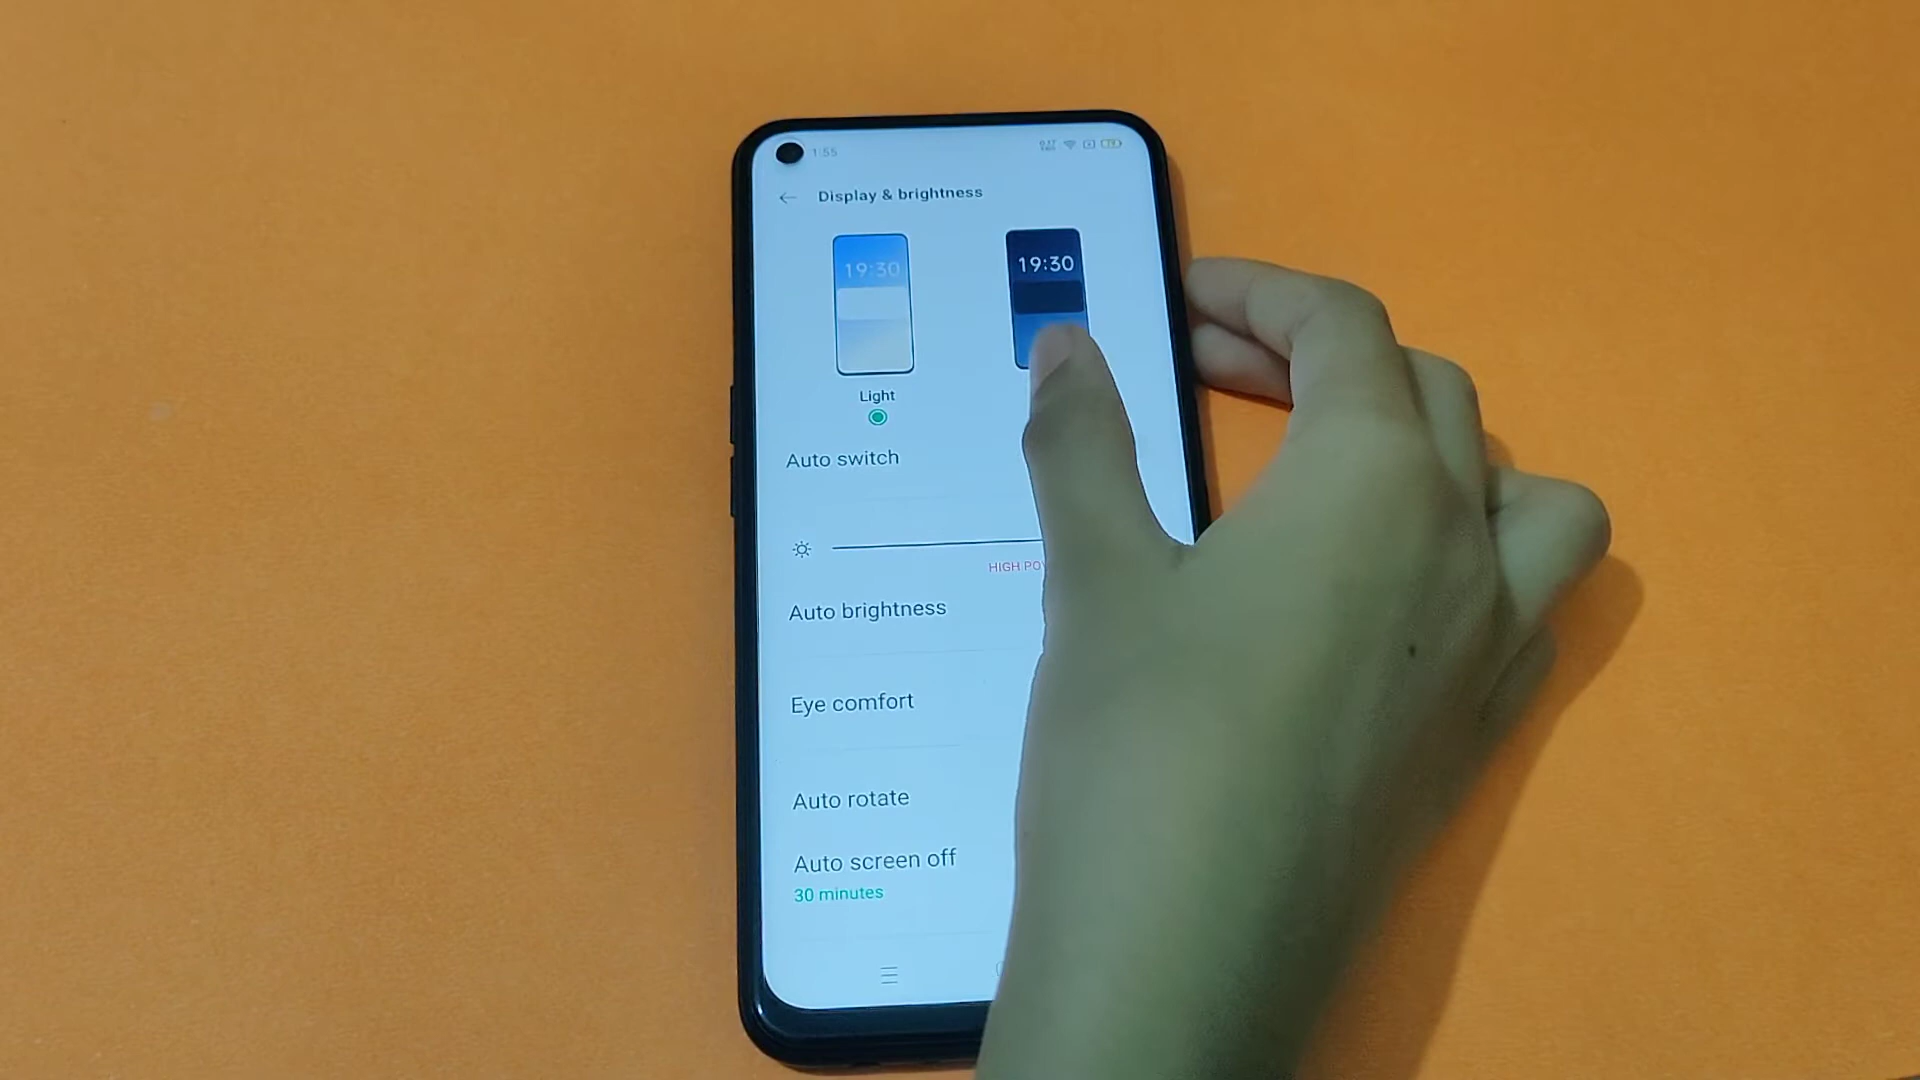 1:55
Display & brightness
19:30
19:30
Light
Auto switch
HIGH
Auto brightness
Eye comfort
Auto rotate
Auto screen off
30 minutes